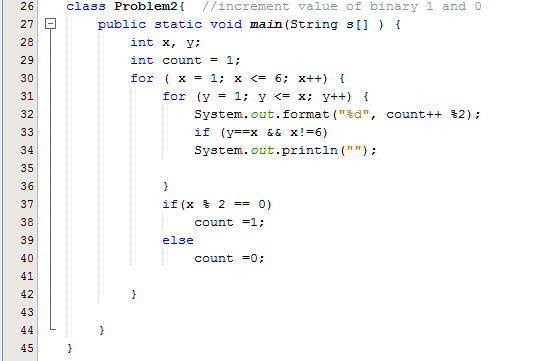 26 class Problem2{  //increment value of binary 1 and 0
27     public static void main(String s[] ) {
28         int x, y;
29         int count = 1;
30         for ( x = 1; x <= 6; x++) {
31             for (y = 1; y <= x; y++) {
32                 System.out.format("%d", count++ %2);
33                 if (y==x && x!=6)
34                 System.out.println("");
35
36             }
37             if(x % 2 == 0)
38                 count =1;
39             else
40                 count =0;
41
42         }
43
44     }
45 }